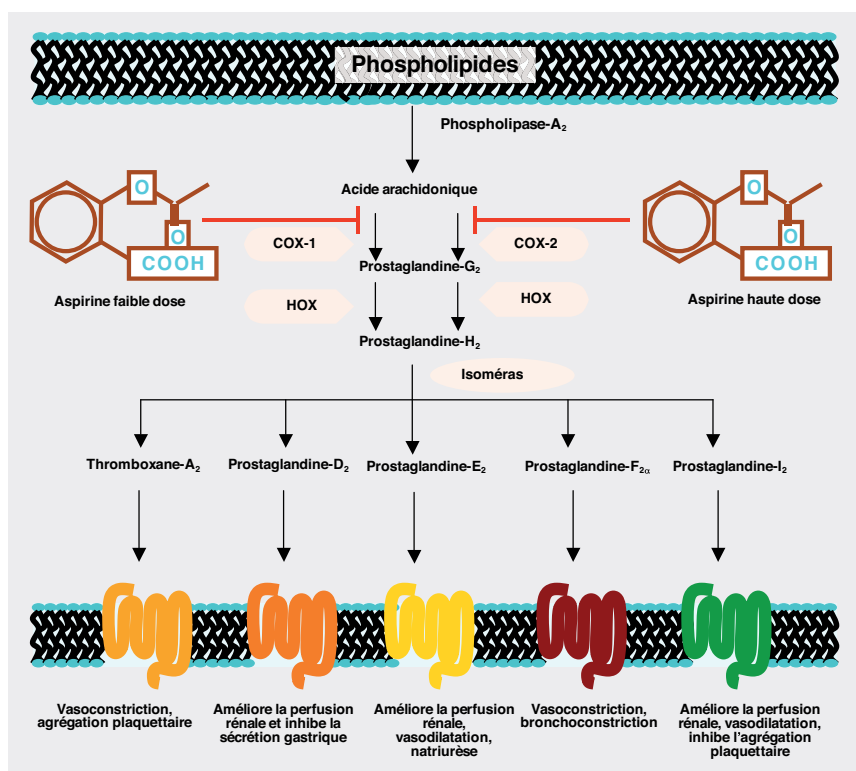 Phospholipides
Phospholipase-A₂
Acide arachidonique
O
O
COOH
Aspirine faible dose
COX-1
COX-2
O
O
COOH
Aspirine haute dose
Prostaglandine-G₂
HOX
HOX
Prostaglandine-H₂
Isoméras
Thromboxane-A₂
Prostaglandine-D₂
Prostaglandine-E₂
Prostaglandine-F₂α
Prostaglandine-I₂
Vasoconstriction,
agrégation plaquettaire
Améliore la perfusion
rénale et inhibe la
sécrétion gastrique
Améliore la perfusion
rénale,
vasodilatation,
natriurèse
Vasoconstriction,
bronchoconstriction
Améliore la perfusion
rénale, vasodilatation,
inhibe l'agrégation
plaquettaire